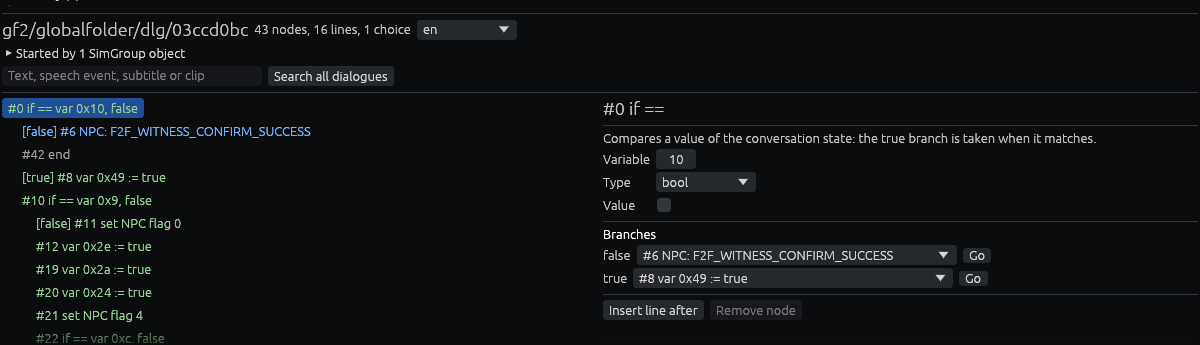 gf2/globalfolder/dlg/03ccd0bc 43 nodes, 16 lines, 1 choice en
Started by 1 SimGroup object
Text, speech event, subtitle or clip Search all dialogues
#0 if == var 0x10, false
[false] #6 NPC: F2F_WITNESS_CONFIRM_SUCCESS
#42 end
[true] #8 var 0x49 := true
#10 if == var 0x9, false
[false] #11 set NPC flag 0
#12 var 0x2e := true
#19 var 0x2a := true
#20 var 0x24 := true
#21 set NPC flag 4
#22 if == var 0xc, false
#0 if ==
Compares a value of the conversation state: the true branch is taken when it matches.
Variable 10
Type bool
Value
Branches
false #6 NPC: F2F_WITNESS_CONFIRM_SUCCESS Go
true #8 var 0x49 := true Go
Insert line after Remove node